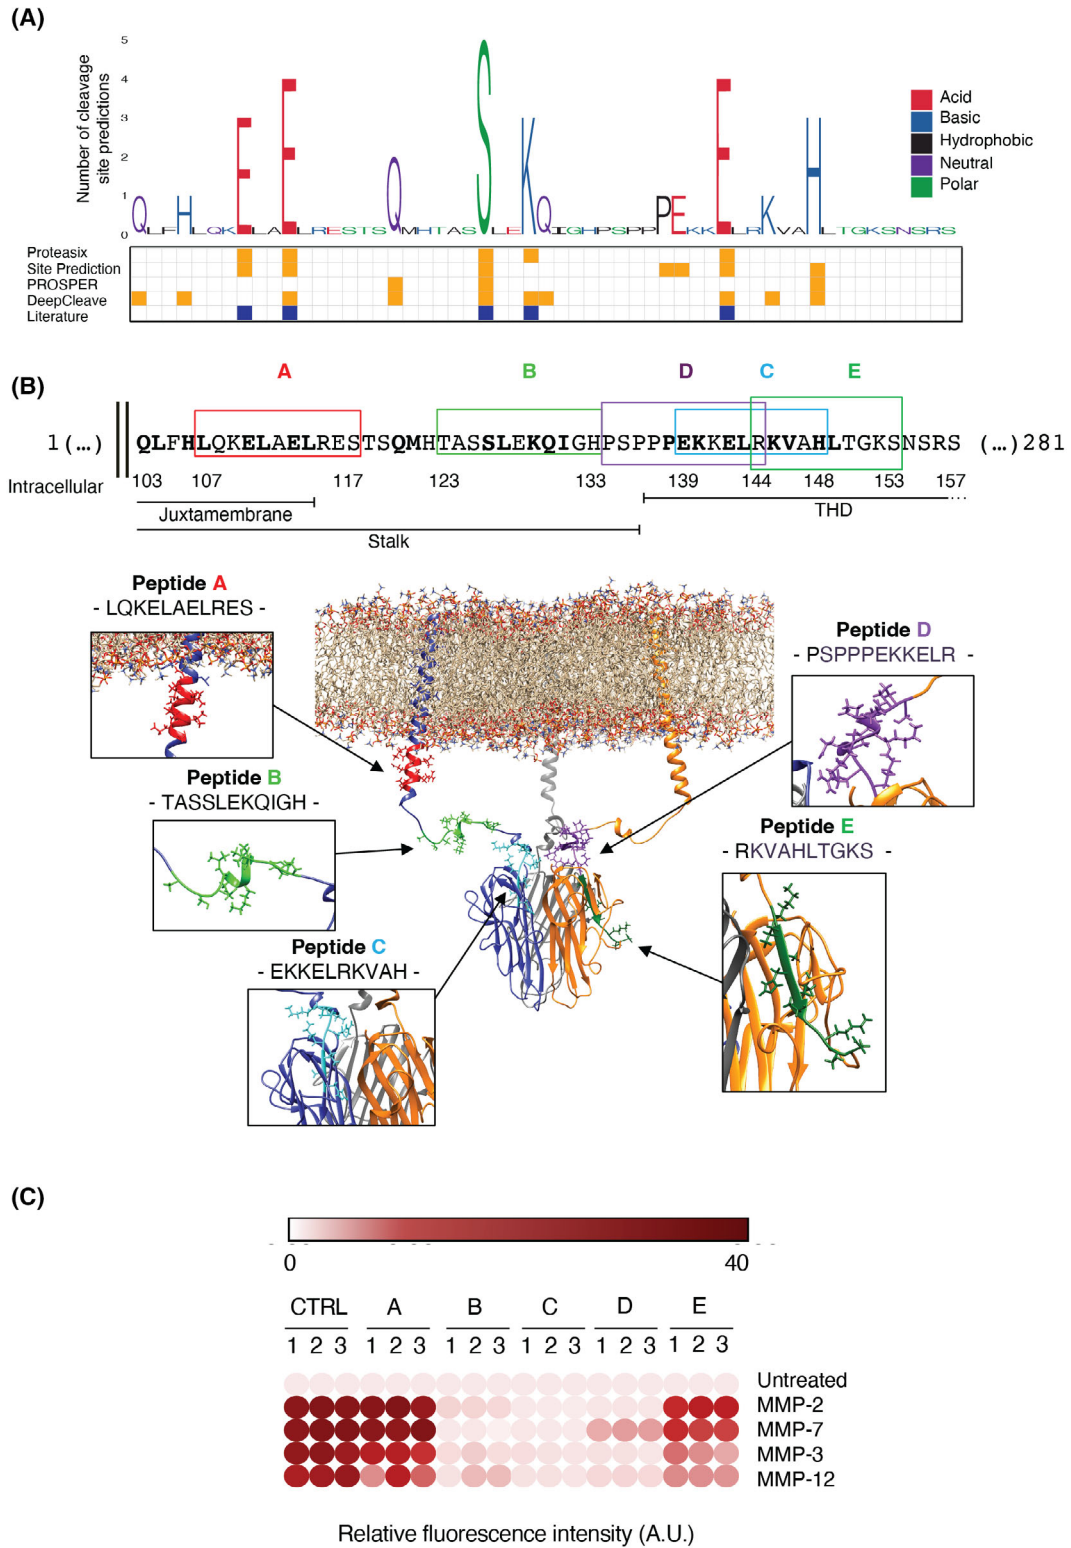 (A)
Number of cleavage
site predictions
5
4
3
2
1
0
QLFHLQKELAELRESTSQMHTASSLEKQIGHPSPPPEKKELRKVAHLTGKSNSRS
Acid
Basic
Hydrophobic
Neutral
Polar
Proteasix
Site Prediction
PROSPER
DeepCleave
Literature
(B)
A B D C E
1(…) QLFHLQKELAELRESTSQMHTASSLEKQIGHPSPPPEKKELRKVAHLTGKSNSRS (…)281
Intracellular 103 107 117 123 133 139 144 148 153 157
Juxtamembrane
THD
Stalk
Peptide A
- LQKELAELRES -
Peptide D
- PSPPPEKKELR -
Peptide B
- TASSLEKQIGH -
Peptide E
- RKVAHLTGKS -
Peptide C
- EKKELRKVAH -
(C)
0 40
CTRL A B C D E
1 2 3 1 2 3 1 2 3 1 2 3 1 2 3 1 2 3
Untreated
MMP-2
MMP-7
MMP-3
MMP-12
Relative fluorescence intensity (A.U.)